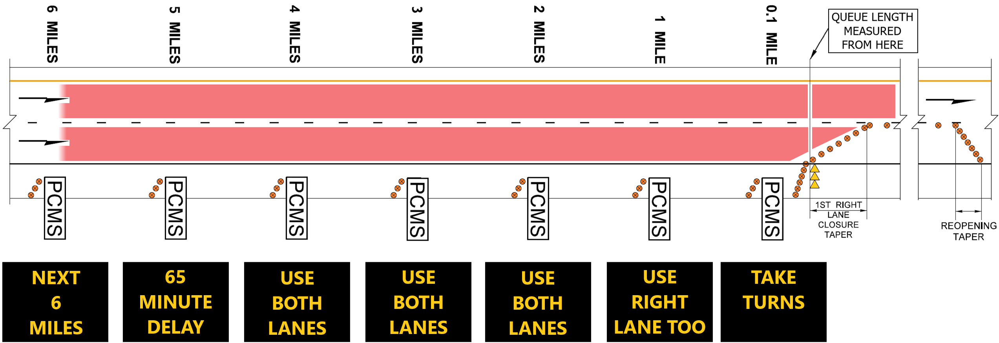 6 MILES
5 MILES
4 MILES
3 MILES
2 MILES
1 MILE
0.1 MILE
QUEUE LENGTH
MEASURED
FROM HERE
PCMS
PCMS
PCMS
PCMS
PCMS
PCMS
PCMS
1ST RIGHT
LANE
CLOSURE
TAPER
REOPENING
TAPER
NEXT
6
MILES
65
MINUTE
DELAY
USE
BOTH
LANES
USE
BOTH
LANES
USE
BOTH
LANES
USE
RIGHT
LANE TOO
TAKE
TURNS